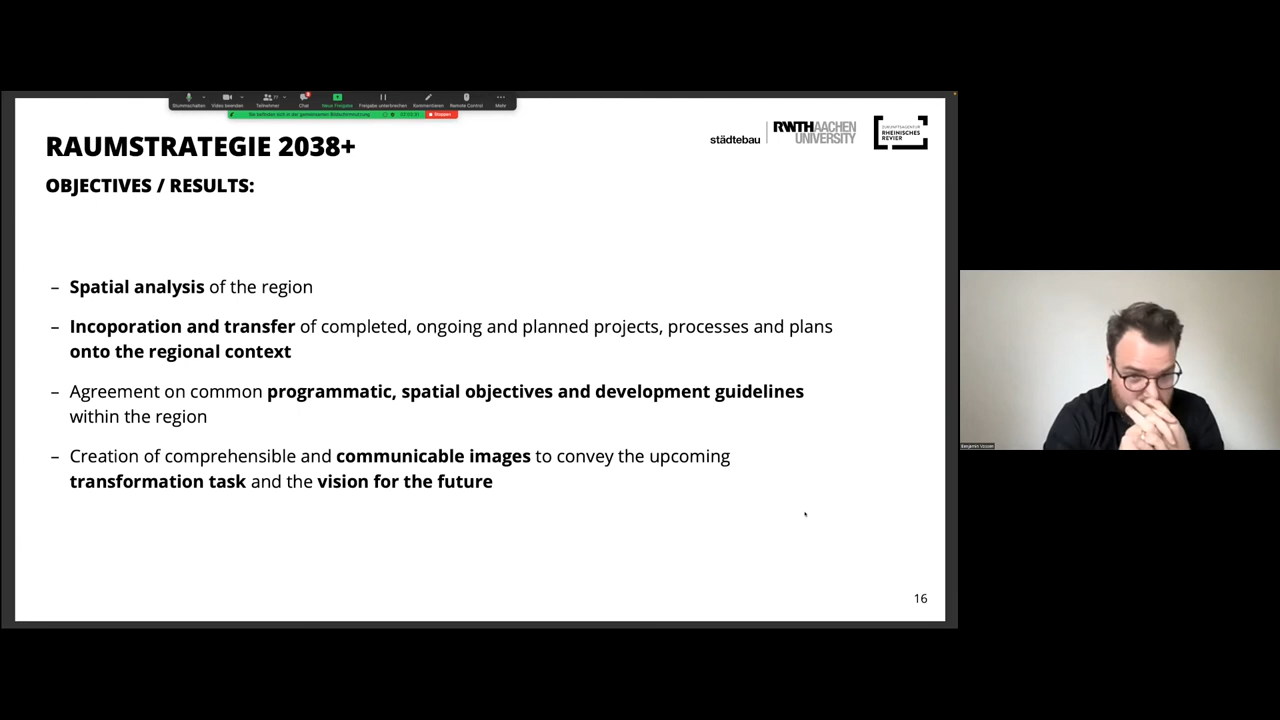 Stummschalten Video beenden Teilnehmer Chat Neue Freigabe Freigabe unterbrechen Kommentieren Remote Control Mehr
Sie befinden sich in der gemeinsamen Bildschirmnutzung Stoppen
RAUMSTRATEGIE 2038+
städtebau
RWTH AACHEN
UNIVERSITY
ZUKUNFTSAGENTUR
RHEINISCHES
REVIER
OBJECTIVES / RESULTS:
– Spatial analysis of the region
– Incoporation and transfer of completed, ongoing and planned projects, processes and plans
onto the regional context
– Agreement on common programmatic, spatial objectives and development guidelines
within the region
– Creation of comprehensible and communicable images to convey the upcoming
transformation task and the vision for the future
Benjamin Vossen
16